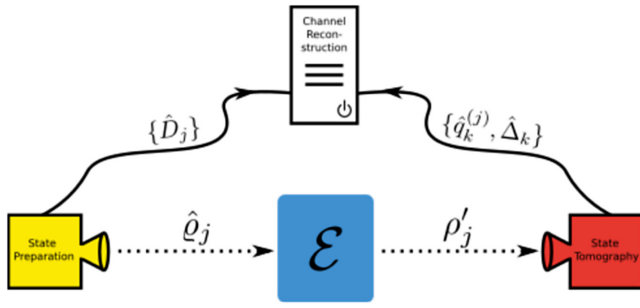 Channel
Recon-
struction
{D̂_j}
{q̂_k^{(j)}, Δ̂_k}
State
Preparation
ϱ̂_j
ℰ
ρ′_j
State
Tomography